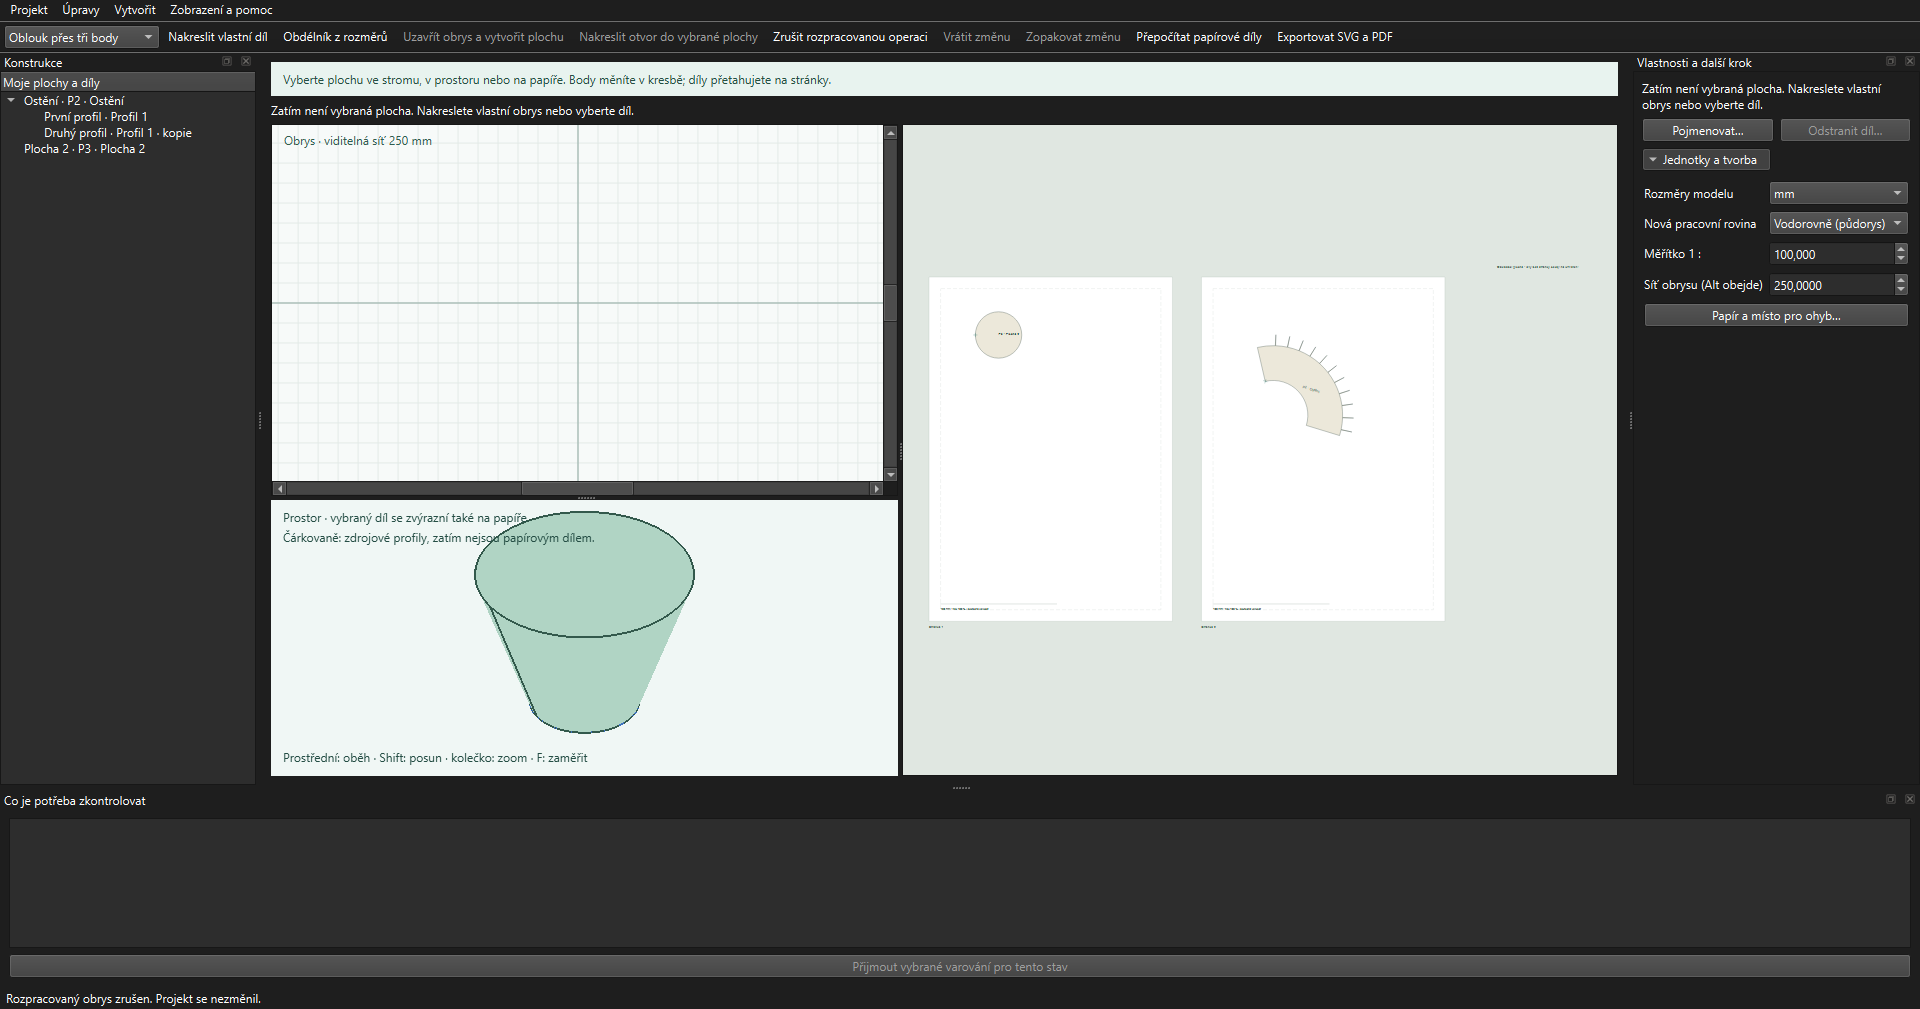 Projekt Úpravy Vytvořit Zobrazení a pomoc
Oblouk přes tři body Nakreslit vlastní díl Obdélník z rozměrů Uzavřít obrys a vytvořit plochu Nakreslit otvor do vybrané plochy Zrušit rozpracovanou operaci Vrátit změnu Zopakovat změnu Přepočítat papírové díly Exportovat SVG a PDF
Konstrukce
Moje plochy a díly
Ostění · P2 · Ostění
První profil · Profil 1
Druhý profil · Profil 1 · kopie
Plocha 2 · P3 · Plocha 2
Vyberte plochu ve stromu, v prostoru nebo na papíře. Body měníte v kresbě; díly přetahujete na stránky.
Zatím není vybraná plocha. Nakreslete vlastní obrys nebo vyberte díl.
Obrys · viditelná síť 250 mm
Prostor · vybraný díl se zvýrazní také na papíře.
Čárkovaně: zdrojové profily, zatím nejsou papírovým dílem.
Prostřední: oběh · Shift: posun · kolečko: zoom · F: zaměřit
Vlastnosti a další krok
Zatím není vybraná plocha. Nakreslete vlastní
obrys nebo vyberte díl.
Pojmenovat... Odstranit díl...
Jednotky a tvorba
Rozměry modelu mm
Nová pracovní rovina Vodorovně (půdorys)
Měřítko 1 : 100,000
Síť obrysu (Alt obejde) 250,0000
Papír a místo pro ohyb...
Co je potřeba zkontrolovat
Přijmout vybrané varování pro tento stav
Rozpracovaný obrys zrušen. Projekt se nezměnil.